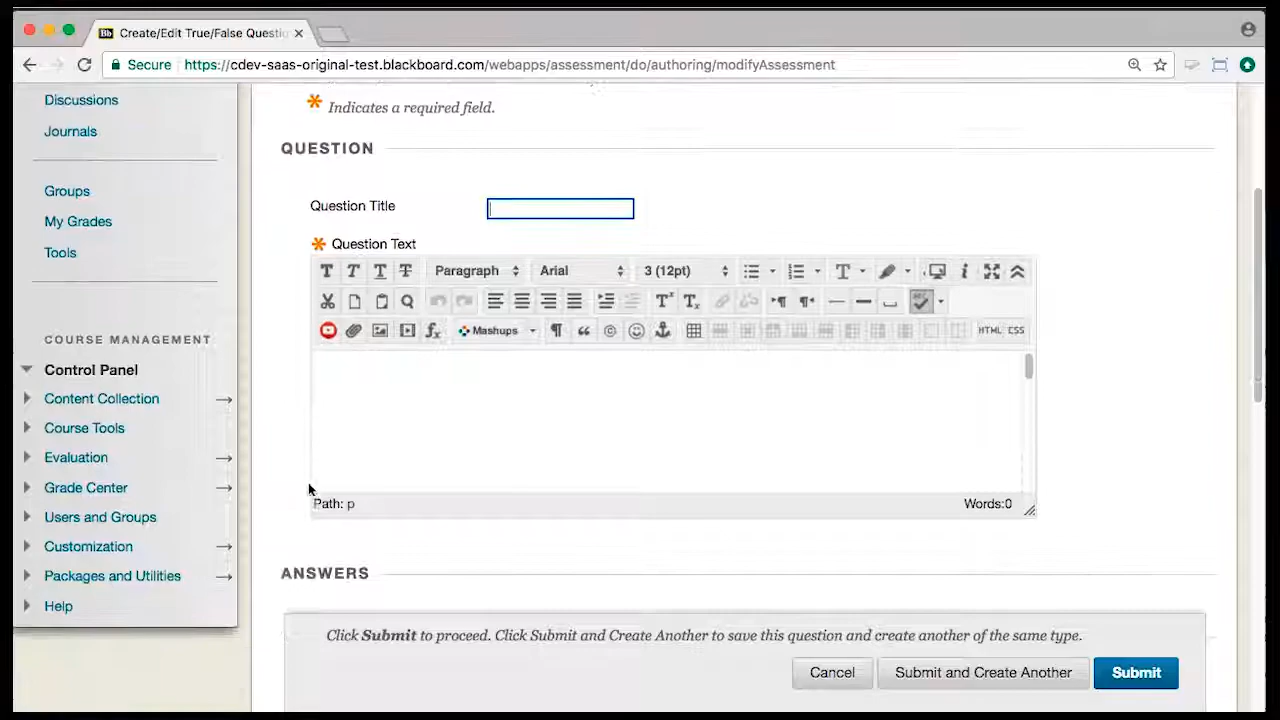 Bb Create/Edit True/False Questio
Secure https://cdev-saas-original-test.blackboard.com/webapps/assessment/do/authoring/modifyAssessment
Discussions
Journals
Groups
My Grades
Tools
COURSE MANAGEMENT
Control Panel
Content Collection
Course Tools
Evaluation
Grade Center
Users and Groups
Customization
Packages and Utilities
Help
Indicates a required field.
QUESTION
Question Title
Question Text
T T T T Paragraph Arial 3 (12pt) T i
Tx Tx ¶ ¶
fx Mashups ¶ “ © HTML CSS
Path: p Words:0
ANSWERS
Click Submit to proceed. Click Submit and Create Another to save this question and create another of the same type.
Cancel Submit and Create Another Submit